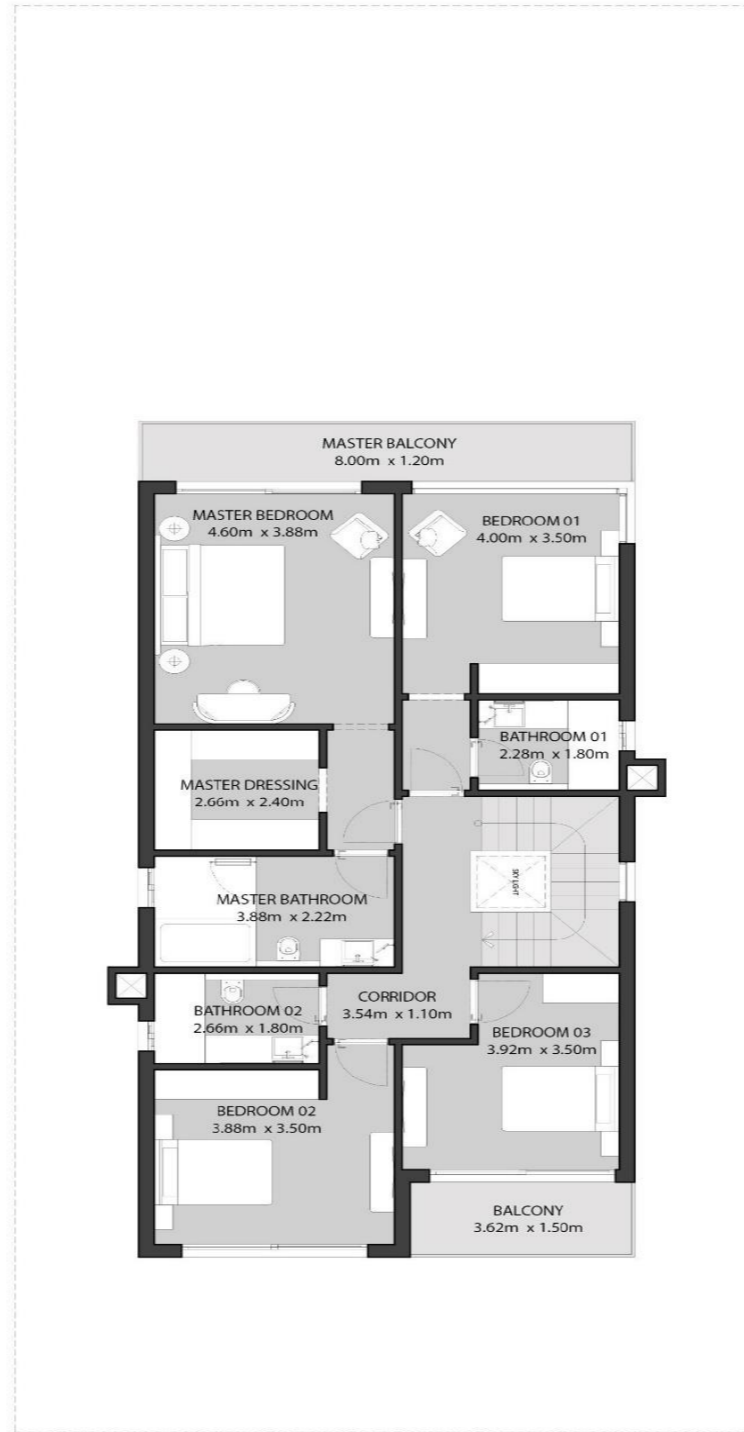 MASTER BALCONY
8.00m x 1.20m
MASTER BEDROOM
4.60m x 3.88m
BEDROOM 01
4.00m x 3.50m
BATHROOM 01
2.28m x 1.80m
MASTER DRESSING
2.66m x 2.40m
SKYLIGHT
MASTER BATHROOM
3.88m x 2.22m
CORRIDOR
3.54m x 1.10m
BATHROOM 02
2.66m x 1.80m
BEDROOM 03
3.92m x 3.50m
BEDROOM 02
3.88m x 3.50m
BALCONY
3.62m x 1.50m